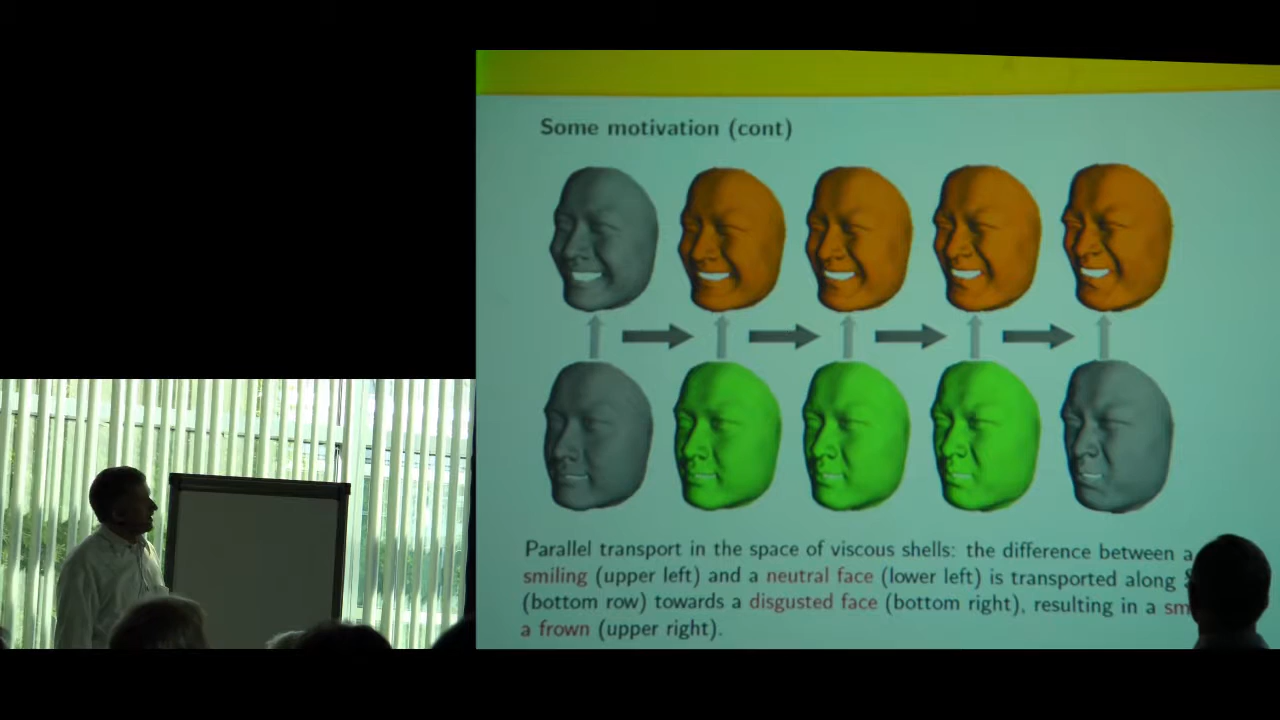 Some motivation (cont)
Parallel transport in the space of viscous shells: the difference between a
smiling (upper left) and a neutral face (lower left) is transported along
(bottom row) towards a disgusted face (bottom right), resulting in a
a frown (upper right).